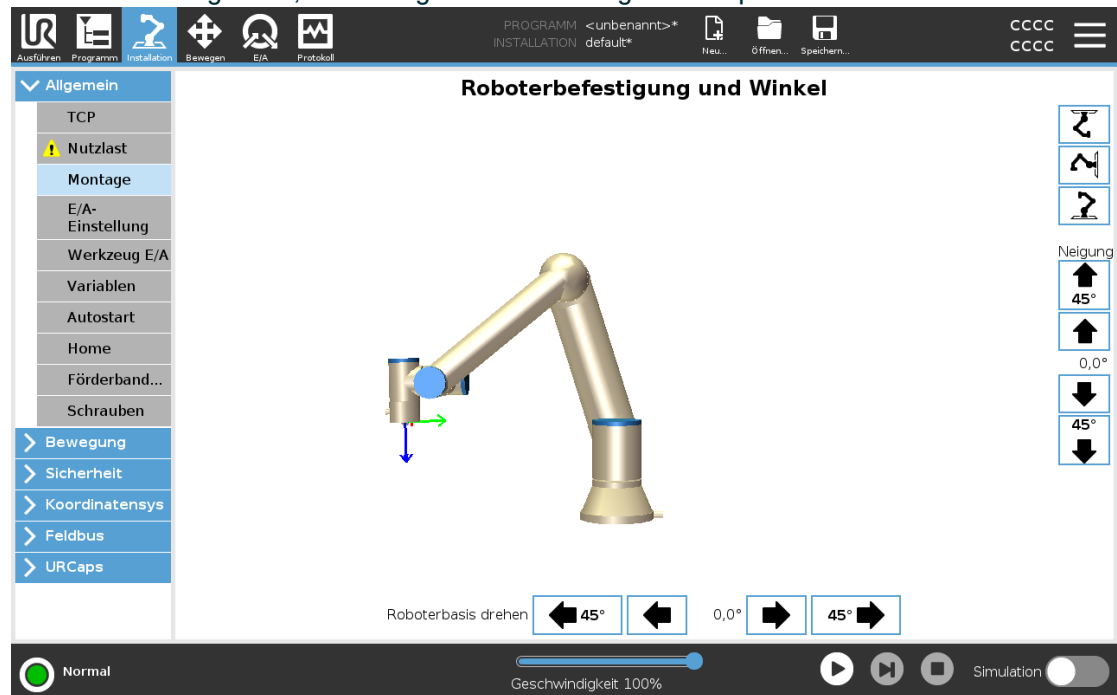 PROGRAMM <unbenannt>*
INSTALLATION default*
CCCC
CCCC
Ausführen Programm Installation Bewegen E/A Protokoll
Neu... Öffnen... Speichern...
Allgemein
TCP
Nutzlast
Montage
E/A-
Einstellung
Werkzeug E/A
Variablen
Autostart
Home
Förderband...
Schrauben
Bewegung
Sicherheit
Koordinatensys
Feldbus
URCaps
Roboterbefestigung und Winkel
Neigung
45°
0,0°
45°
Roboterbasis drehen 45° 0,0° 45°
Normal
Geschwindigkeit 100%
Simulation